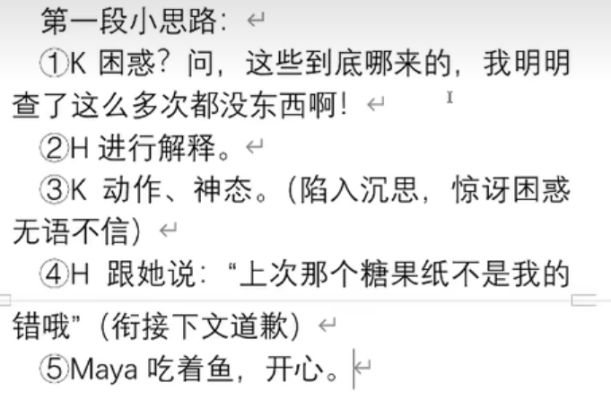 第一段小思路：
①K 困惑？问，这些到底哪来的，我明明
查了这么多次都没东西啊！
②H 进行解释。
③K 动作、神态。（陷入沉思，惊讶困惑
无语不信）
④H 跟她说：“上次那个糖果纸不是我的
错哦”（衔接下文道歉）
⑤Maya 吃着鱼，开心。